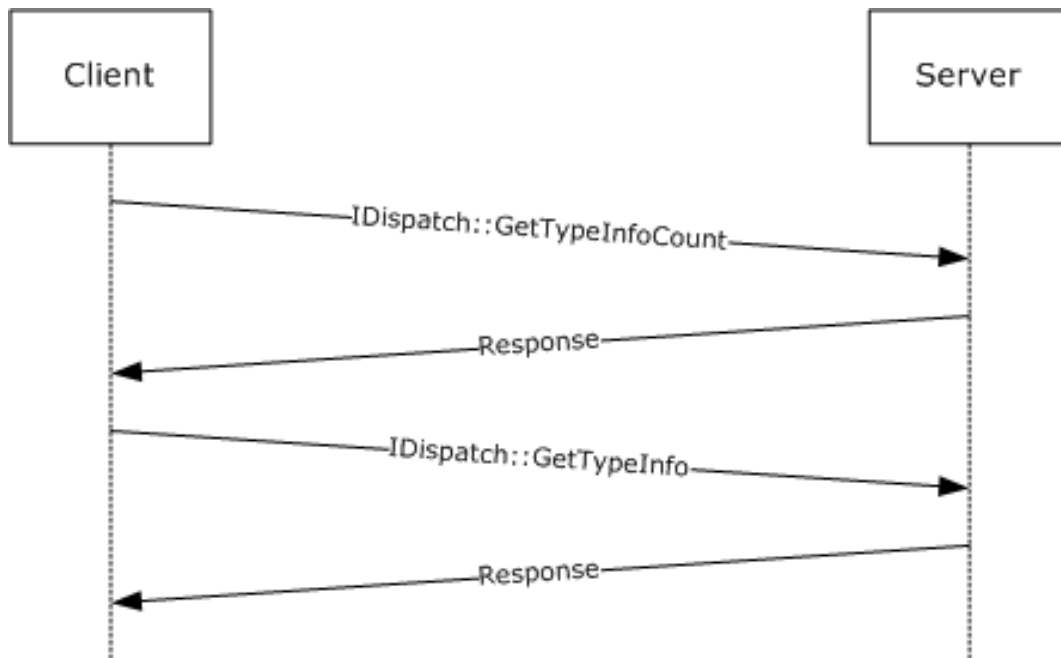 Client
Server
IDispatch::GetTypeInfoCount
Response
IDispatch::GetTypeInfo
Response